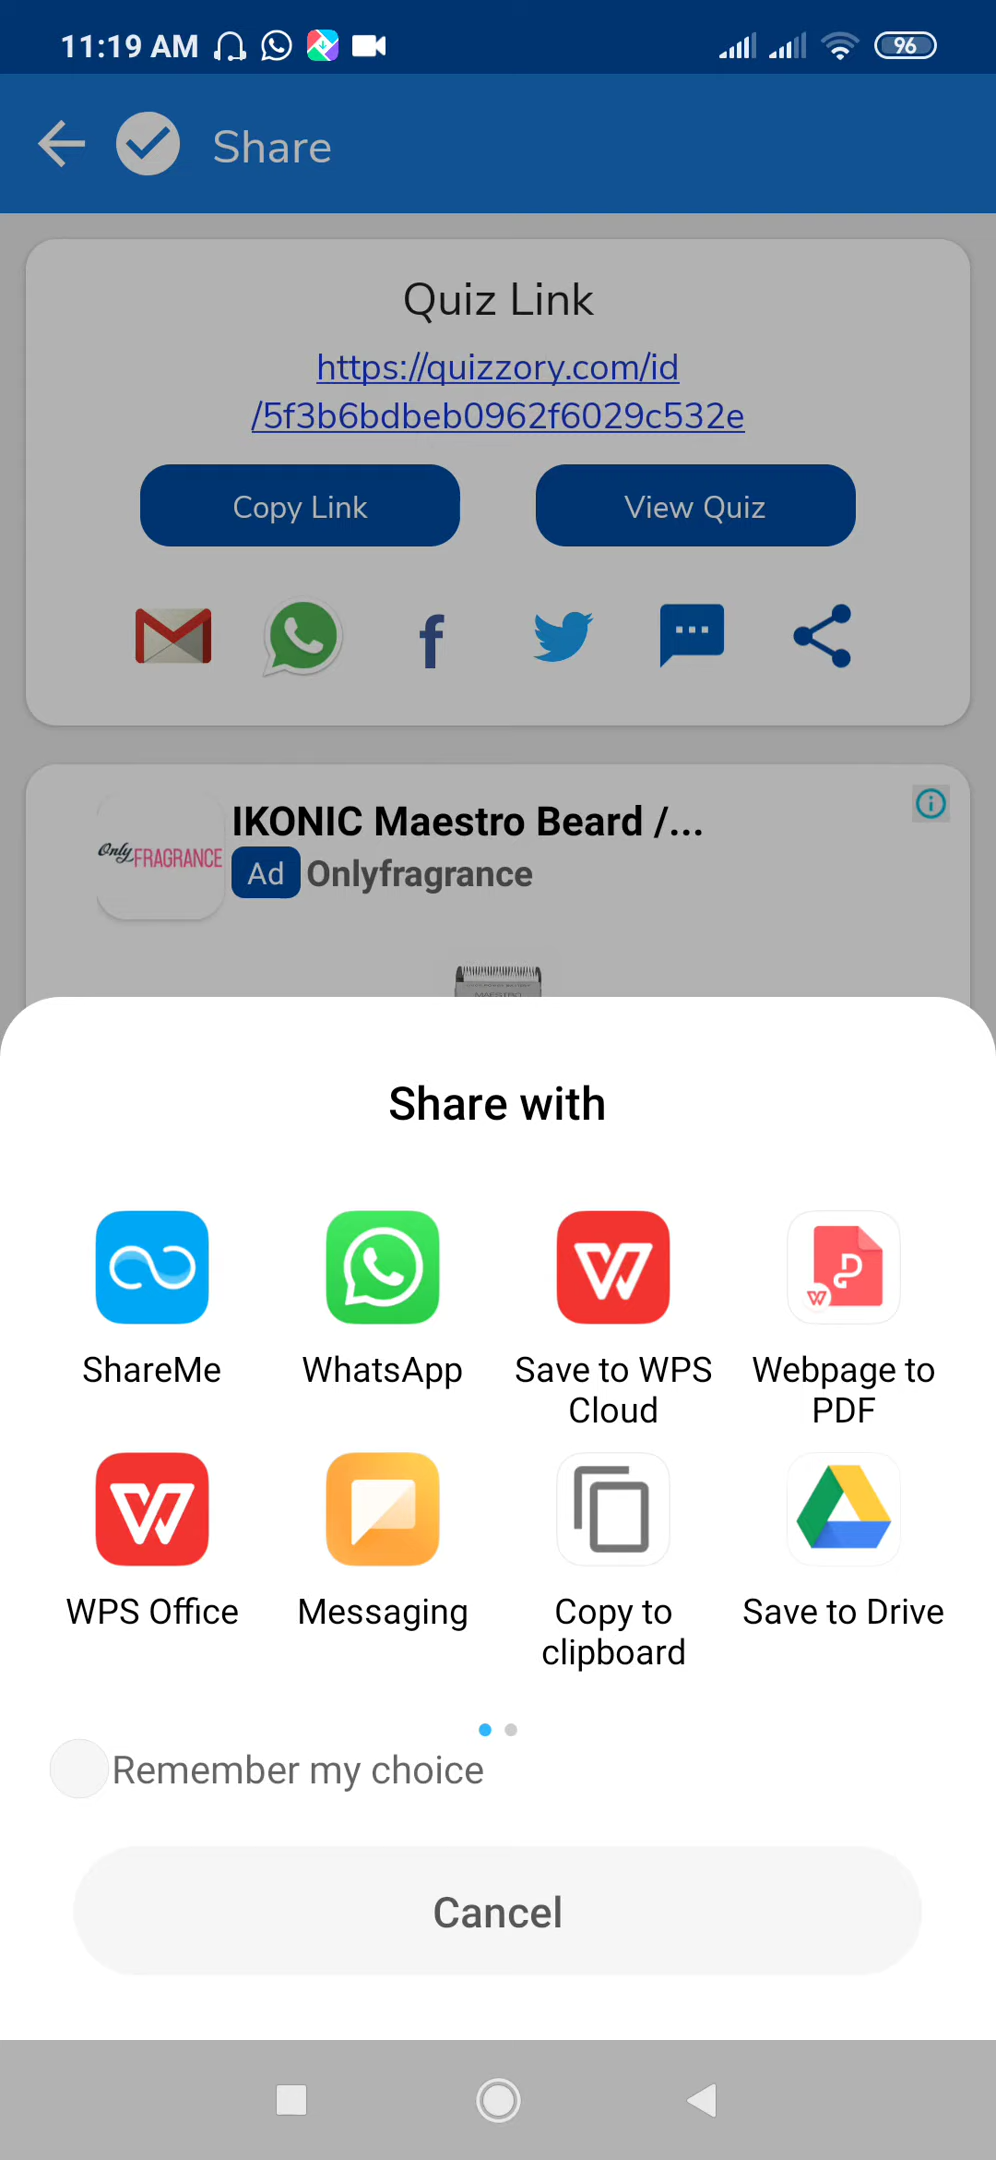 11:19 AM
96
Share
Quiz Link
https://quizzory.com/id
/5f3b6bdbeb0962f6029c532e
Copy Link
View Quiz
Only FRAGRANCE
IKONIC Maestro Beard /...
Ad Onlyfragrance
MAESTRO
Share with
ShareMe
WhatsApp
Save to WPS
Cloud
Webpage to
PDF
WPS Office
Messaging
Copy to
clipboard
Save to Drive
Remember my choice
Cancel